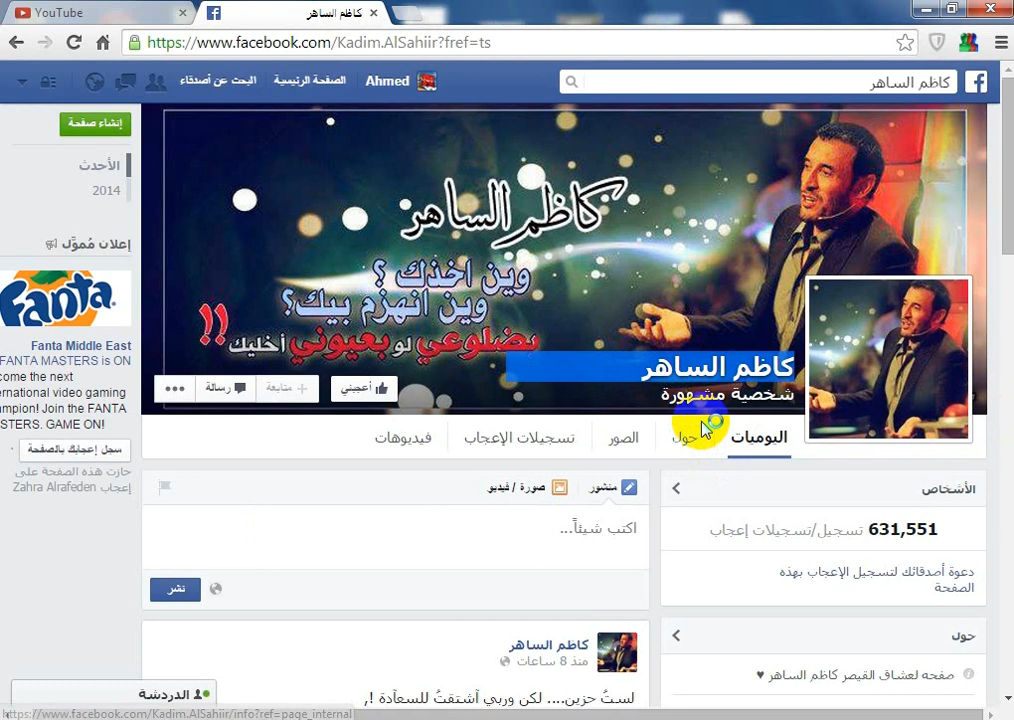 YouTube
كاظم الساهر
https://www.facebook.com/Kadim.AlSahiir?fref=ts
كاظم الساهر
Ahmed
الصفحة الرئيسية
البحث عن أصدقاء
إنشاء صفحة
الأحدث
2014
إعلان مُموَّل
Fanta
Fanta Middle East
FANTA MASTERS is ON
come the next
ernational video gaming
mpion! Join the FANTA
STERS. GAME ON!
سجل إعجابك بالصفحة
حازت هذه الصفحة على
إعجاب Zahra Alrafeden
كاظم الساهر
وين اخذك ؟
وين انهزم بيك؟
بضلوعي لو بعيوني أخليك !!
كاظم الساهر
شخصية مشهورة
أعجبني
متابعة
رسالة
اليوميات
حول
الصور
تسجيلات الإعجاب
فيديوهات
الأشخاص
631,551 تسجيل/تسجيلات إعجاب
دعوة أصدقائك لتسجيل الإعجاب بهذه
الصفحة
حول
صفحه لعشاق القيصر كاظم الساهر ♥
منشور
صورة / فيديو
اكتب شيئاً...
نشر
كاظم الساهر
منذ 8 ساعات
لستُ حزين.... لكن وربي آشتقتُ للسعآدة !,
الدردشة
https://www.facebook.com/Kadim.AlSahiir/info?ref=page_internal